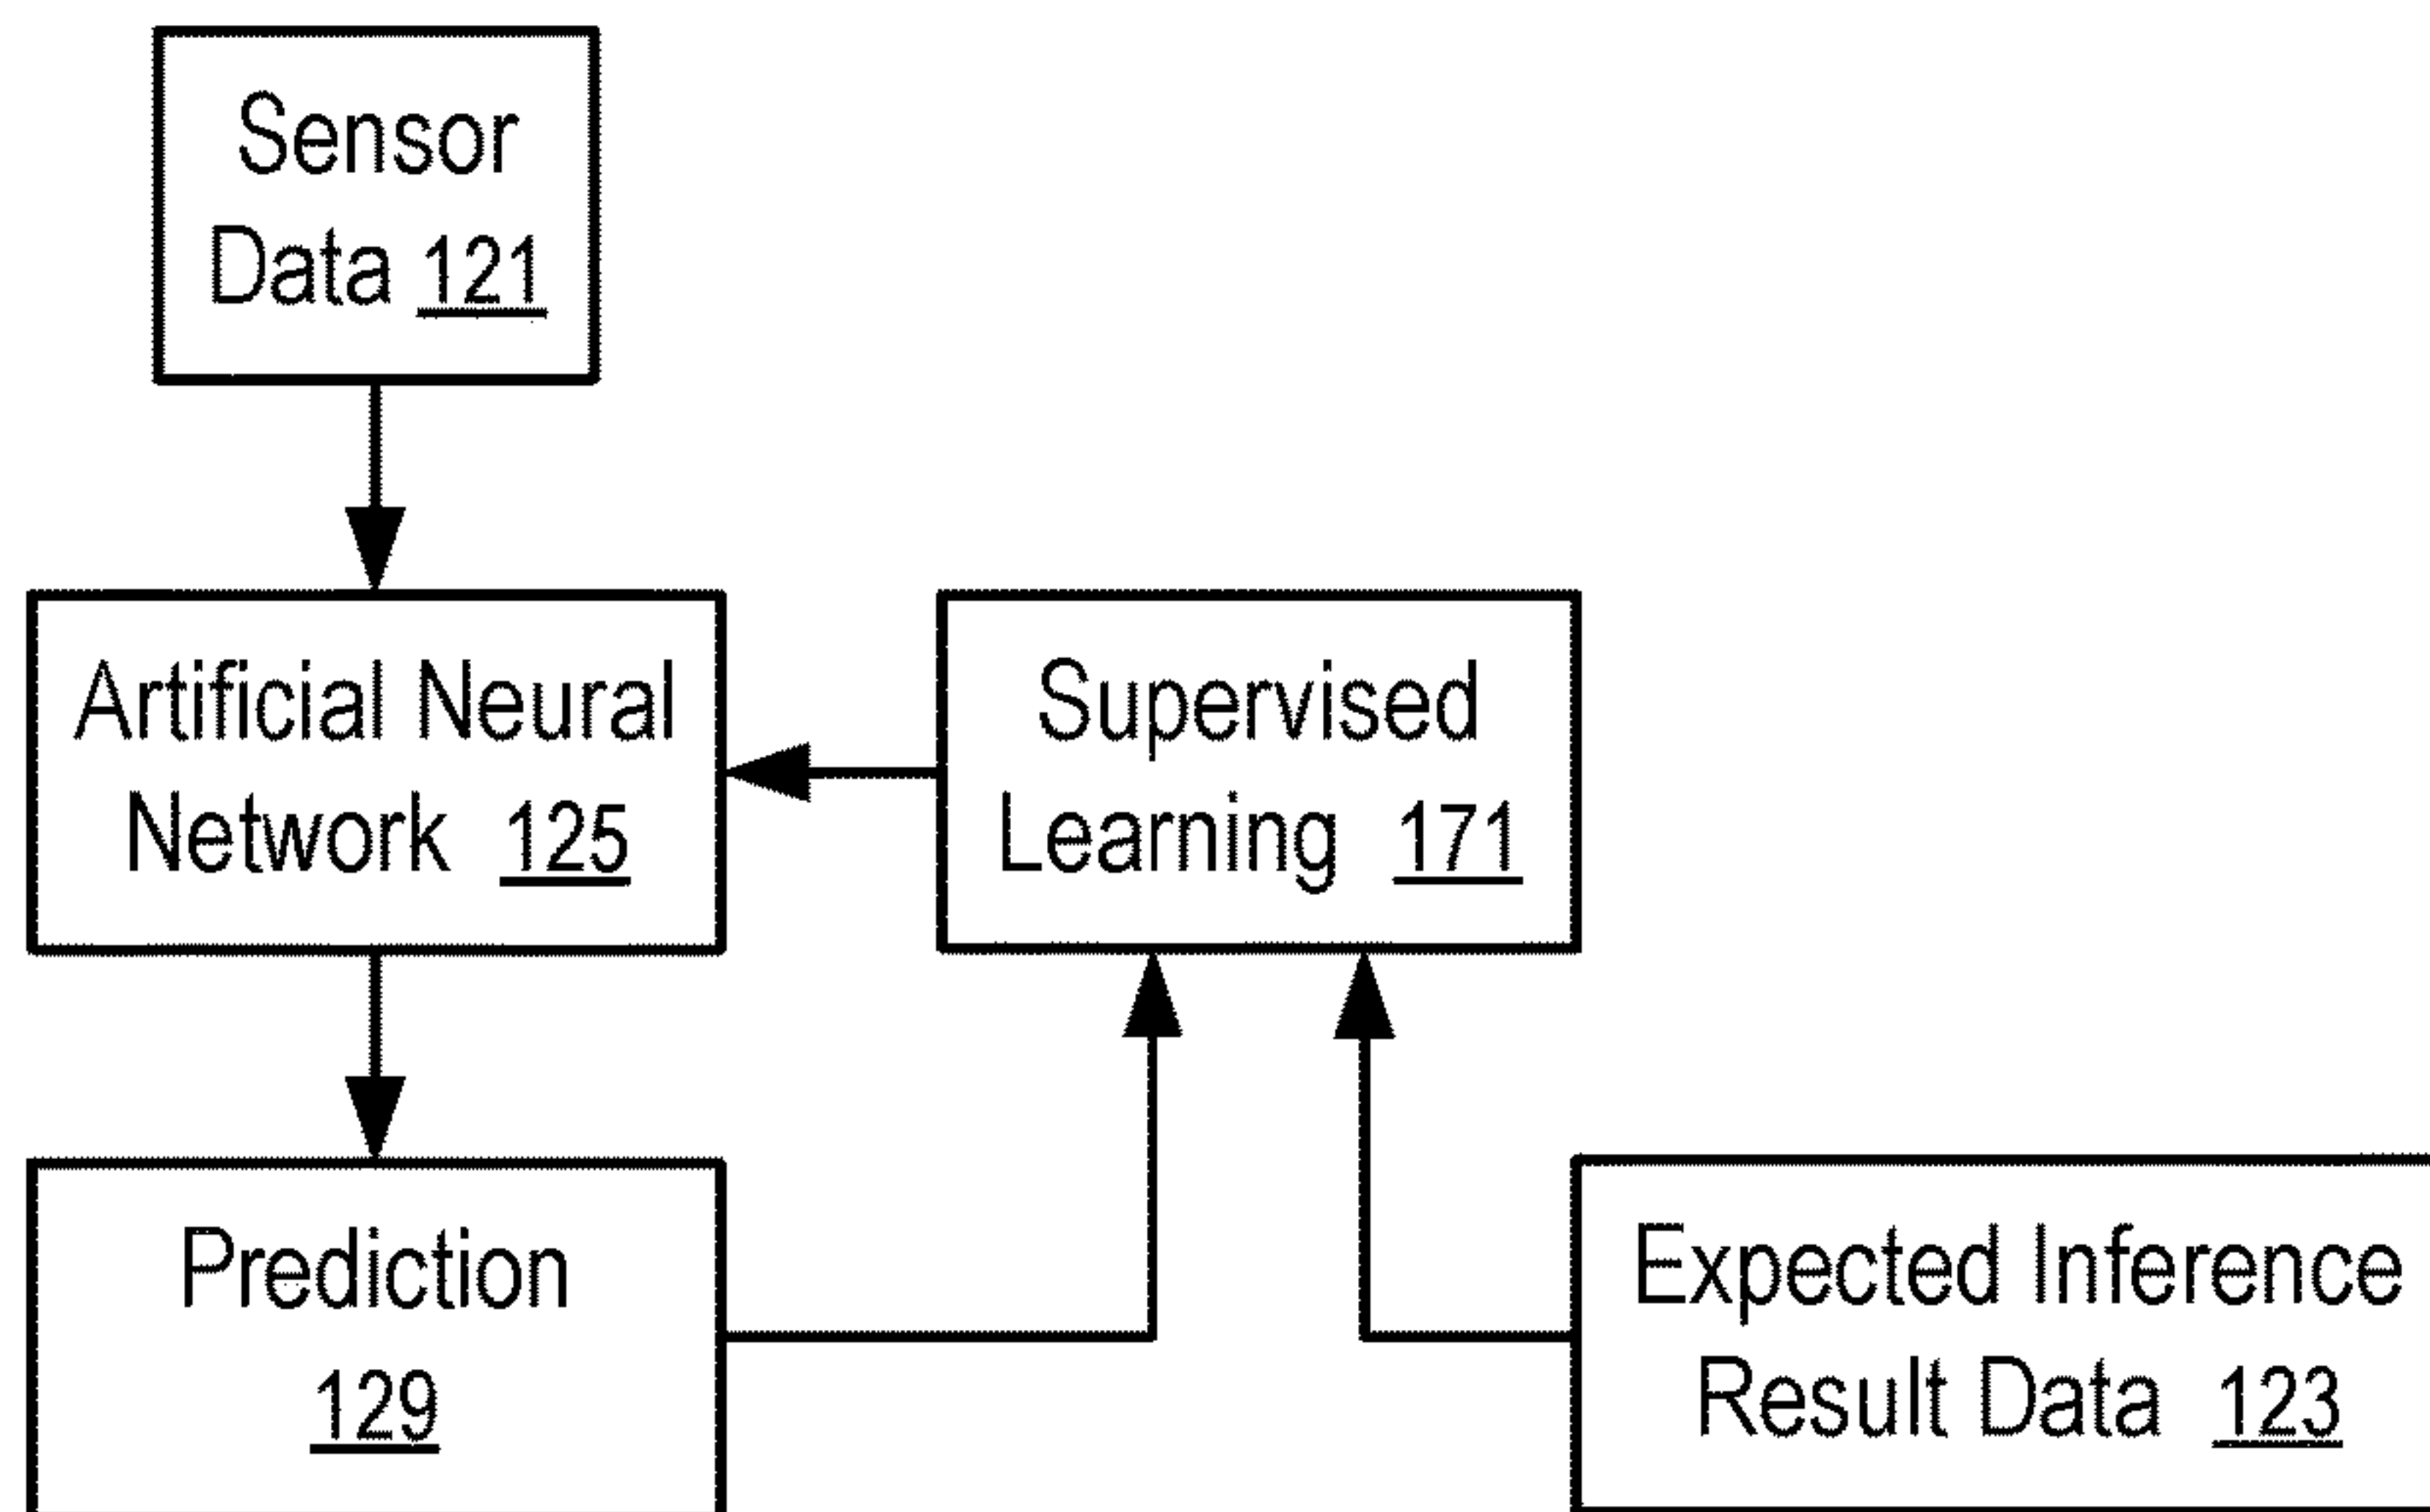 Sensor
Data 121
Artificial Neural
Network 125
Supervised
Learning 171
Prediction
129
Expected Inference
Result Data 123